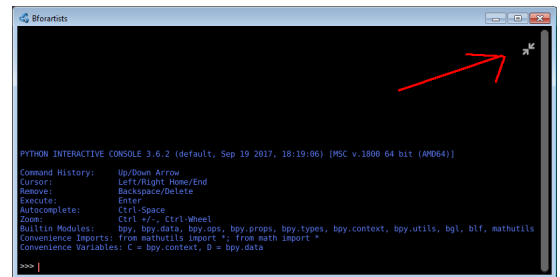 Bforartists
PYTHON INTERACTIVE CONSOLE 3.6.2 (default, Sep 19 2017, 18:19:06) [MSC v.1800 64 bit (AMD64)]
Command History: Up/Down Arrow
Cursor: Left/Right Home/End
Remove: Backspace/Delete
Execute: Enter
Autocomplete: Ctrl-Space
Zoom: Ctrl +/-, Ctrl-Wheel
Builtin Modules: bpy, bpy.data, bpy.ops, bpy.props, bpy.types, bpy.context, bpy.utils, bgl, blf, mathutils
Convenience Imports: from mathutils import *; from math import *
Convenience Variables: C = bpy.context, D = bpy.data
>>>